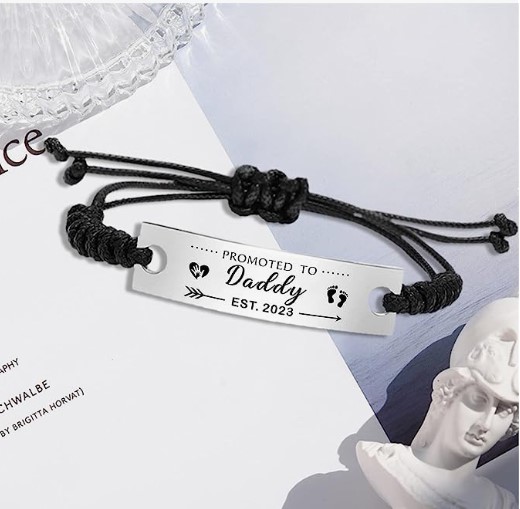 ice
PROMOTED TO
Daddy
EST. 2023
APHY
CHWALBE
BY BRIGITTA HORVAT)